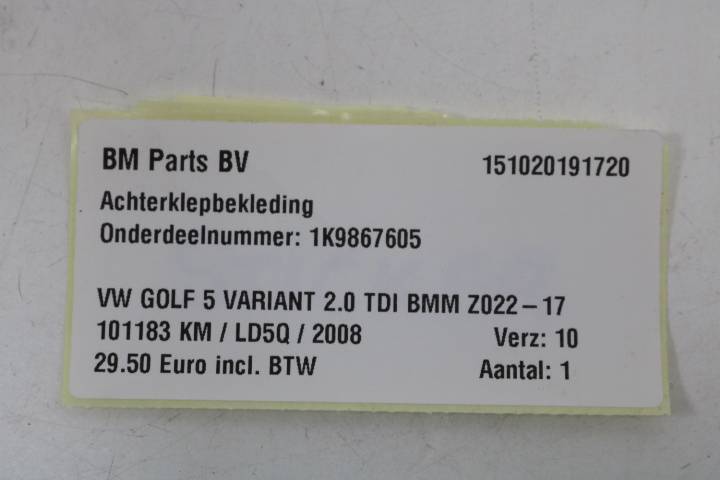 BM Parts BV 151020191720
Achterklepbekleding
Onderdeelnummer: 1K9867605
VW GOLF 5 VARIANT 2.0 TDI BMM Z022-17
101183 KM / LD5Q / 2008 Verz: 10
29.50 Euro incl. BTW Aantal: 1